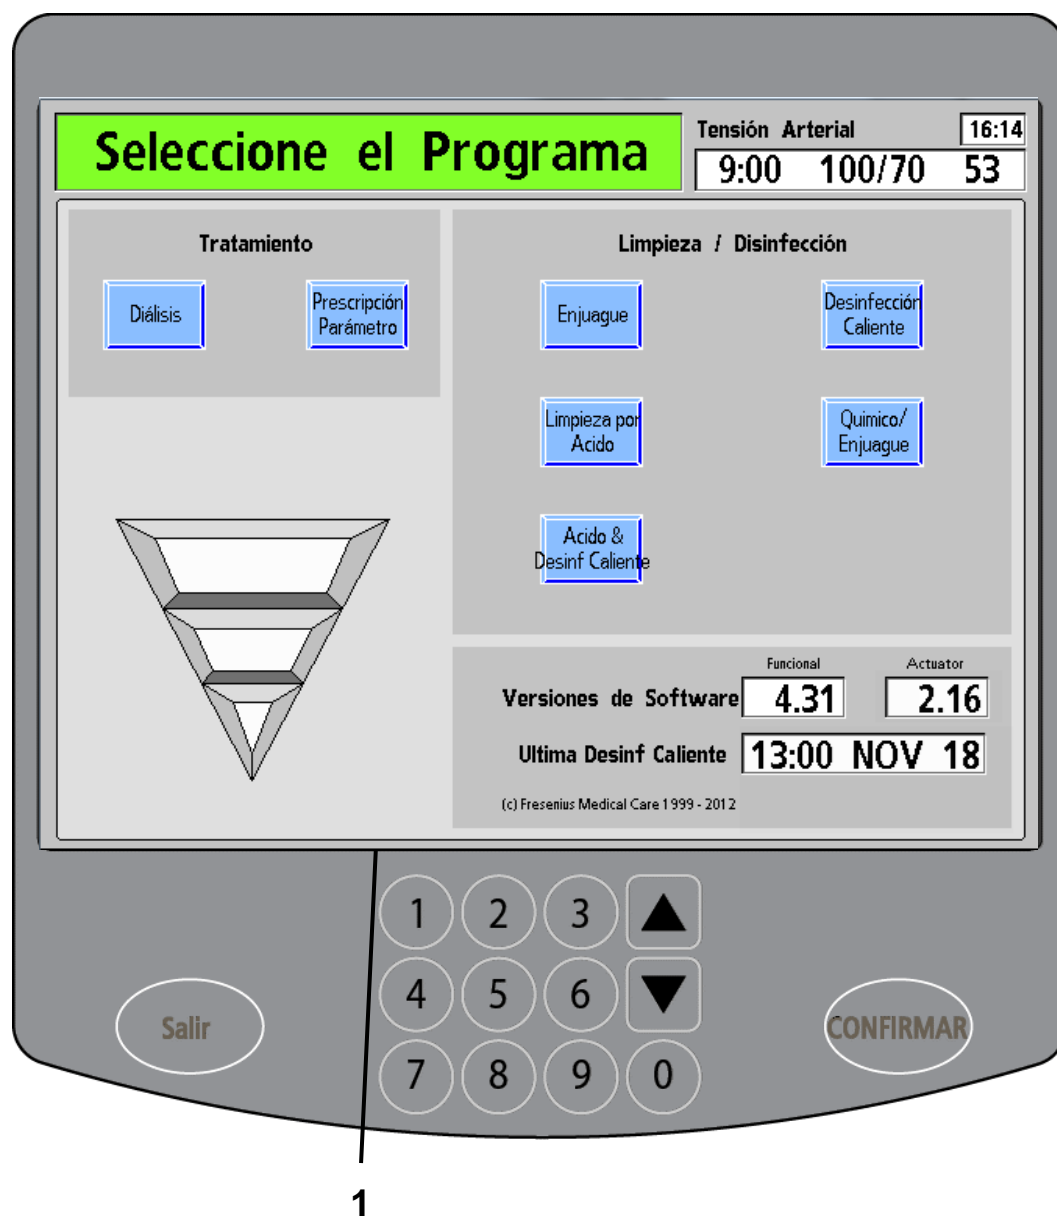 Seleccione el Programa
Tensión Arterial
16:14
9:00 100/70 53
Tratamiento
Diálisis
Prescripción
Parámetro
Limpieza / Disinfección
Enjuague
Desinfección
Caliente
Limpieza por
Acido
Quimico/
Enjuague
Acido &
Desinf Caliente
Funcional
Actuator
Versiones de Software
4.31
2.16
Ultima Desinf Caliente
13:00 NOV 18
(c) Fresenius Medical Care 1999 - 2012
1 2 3
4 5 6
7 8 9 0
Salir
CONFIRMAR
1